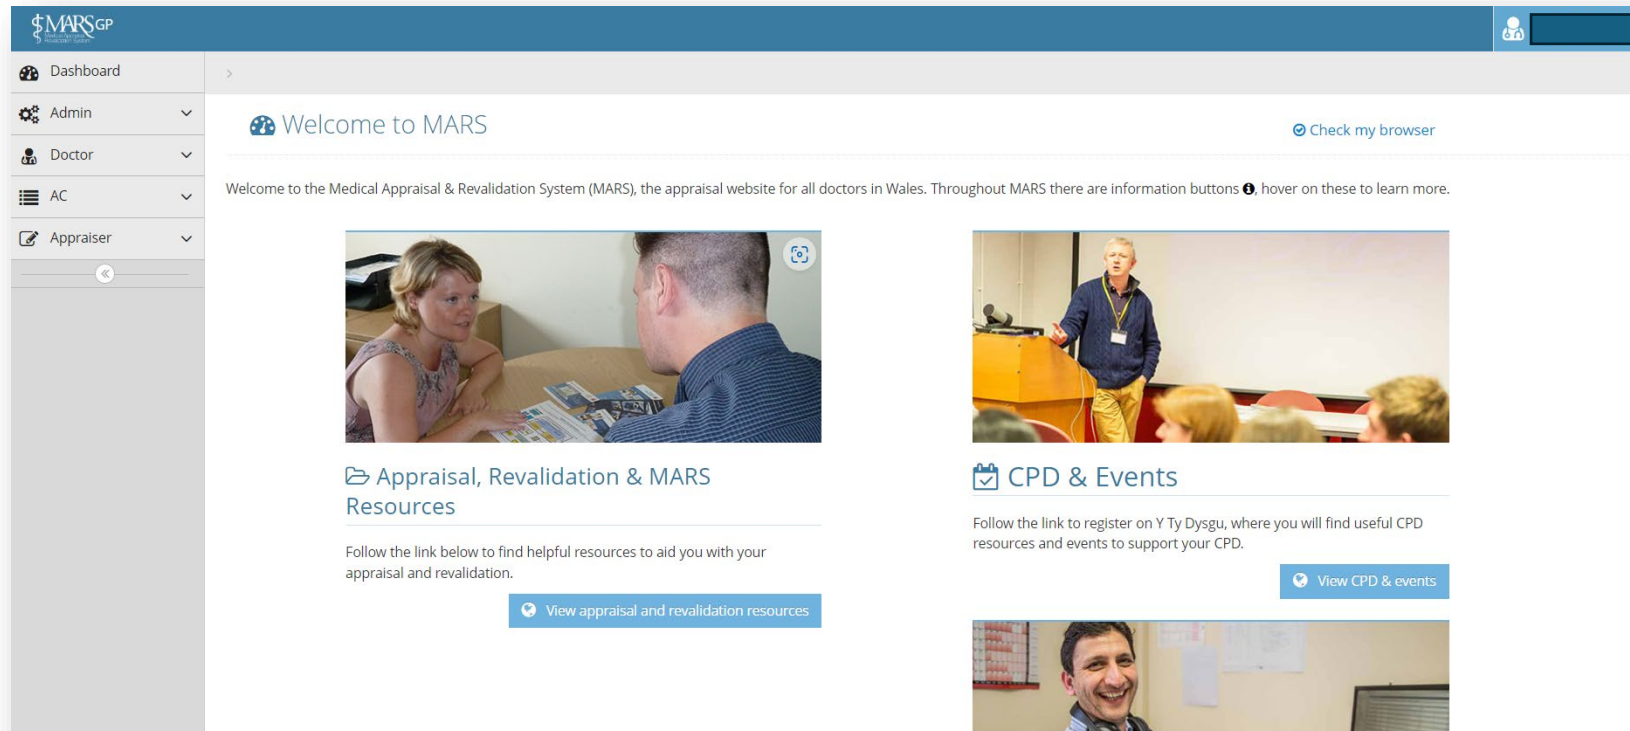 MARS GP
Medical Appraisal
Revalidation System
Dashboard
Admin
Doctor
AC
Appraiser
Welcome to MARS
Check my browser
Welcome to the Medical Appraisal & Revalidation System (MARS), the appraisal website for all doctors in Wales. Throughout MARS there are information buttons , hover on these to learn more.
Appraisal, Revalidation & MARS
Resources
Follow the link below to find helpful resources to aid you with your
appraisal and revalidation.
View appraisal and revalidation resources
CPD & Events
Follow the link to register on Y Ty Dysgu, where you will find useful CPD
resources and events to support your CPD.
View CPD & events